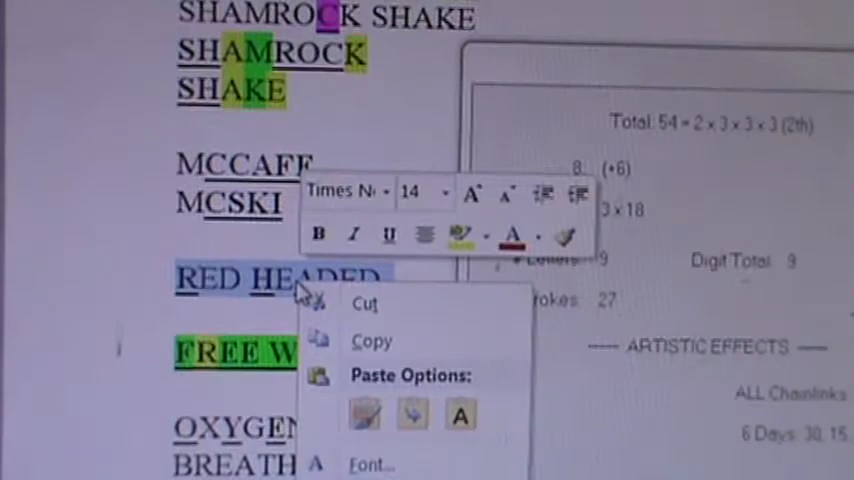 SHAMROCK SHAKE
SHAMROCK
SHAKE
MCCAFE
MCSKI
RED HEADED
FREE W
OXYGEN
BREATH
Times N 14
B I U A
Cut
Copy
Paste Options:
A
A Font...
Total: 54 = 2 x 3 x 3 x 3 (2th)
8 (+6)
3 x 18
# Letters 9 Digit Total: 9
rokes: 27
----- ARTISTIC EFFECTS -----
ALL Chainlinks
6 Days: 30, 15,